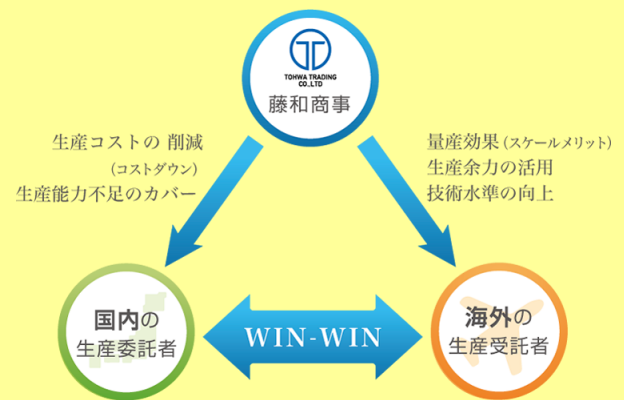 TOHWA TRADING
CO.,LTD
藤和商事
生産コストの 削減
(コストダウン)
生産能力不足のカバー
量産効果(スケールメリット)
生産余力の活用
技術水準の向上
国内の
生産委託者
WIN-WIN
海外の
生産受託者